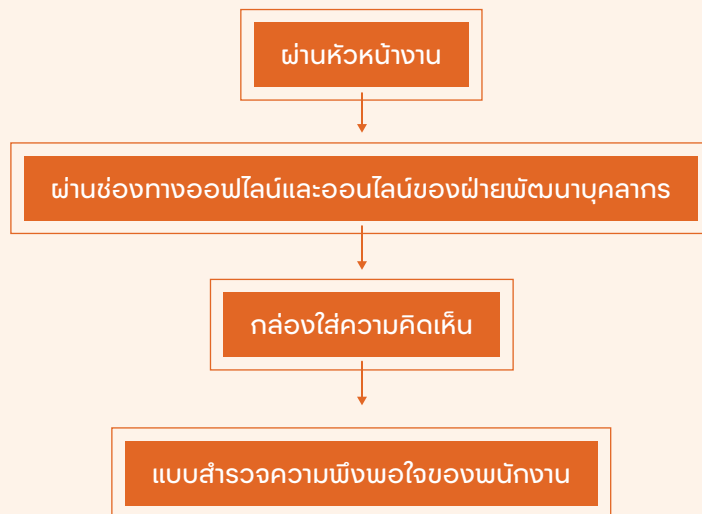 ผ่านหัวหน้างาน
ผ่านช่องทางออฟไลน์และออนไลน์ของฝ่ายพัฒนาบุคลากร
กล่องใส่ความคิดเห็น
แบบสำรวจความพึงพอใจของพนักงาน